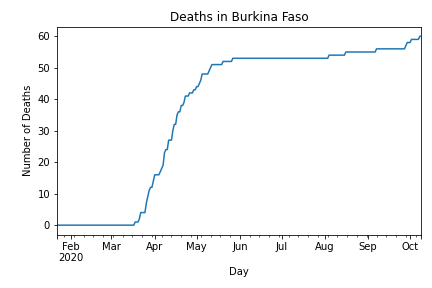 Deaths in Burkina Faso
Number of Deaths
60
50
40
30
20
10
0
Feb Mar Apr May Jun Jul Aug Sep Oct
2020
Day